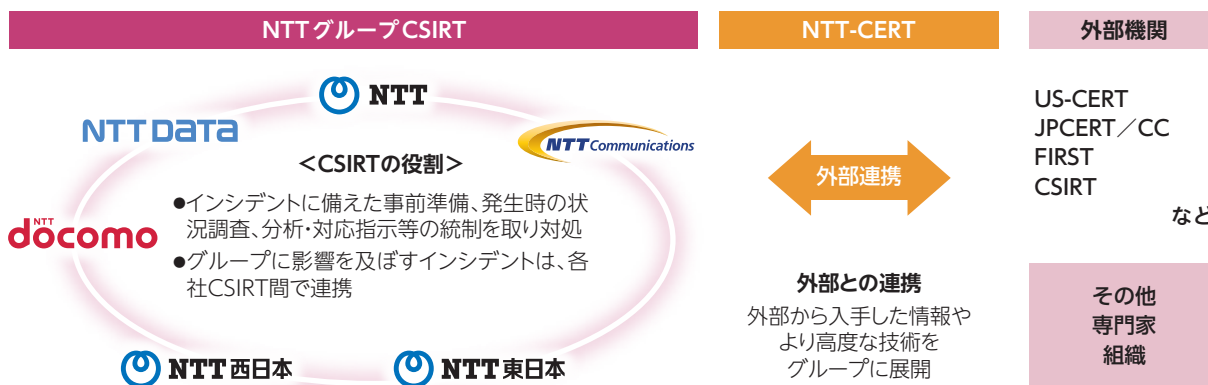 NTTグループCSIRT
NTT
NTT DATA
NTT Communications
<CSIRTの役割>
●インシデントに備えた事前準備、発生時の状
況調査、分析・対応指示等の統制を取り対処
●グループに影響を及ぼすインシデントは、各
社CSIRT間で連携
NTT
döcomo
NTT西日本
NTT東日本
NTT-CERT
外部連携
外部との連携
外部から入手した情報や
より高度な技術を
グループに展開
外部機関
US-CERT
JPCERT／CC
FIRST
CSIRT
など
その他
専門家
組織